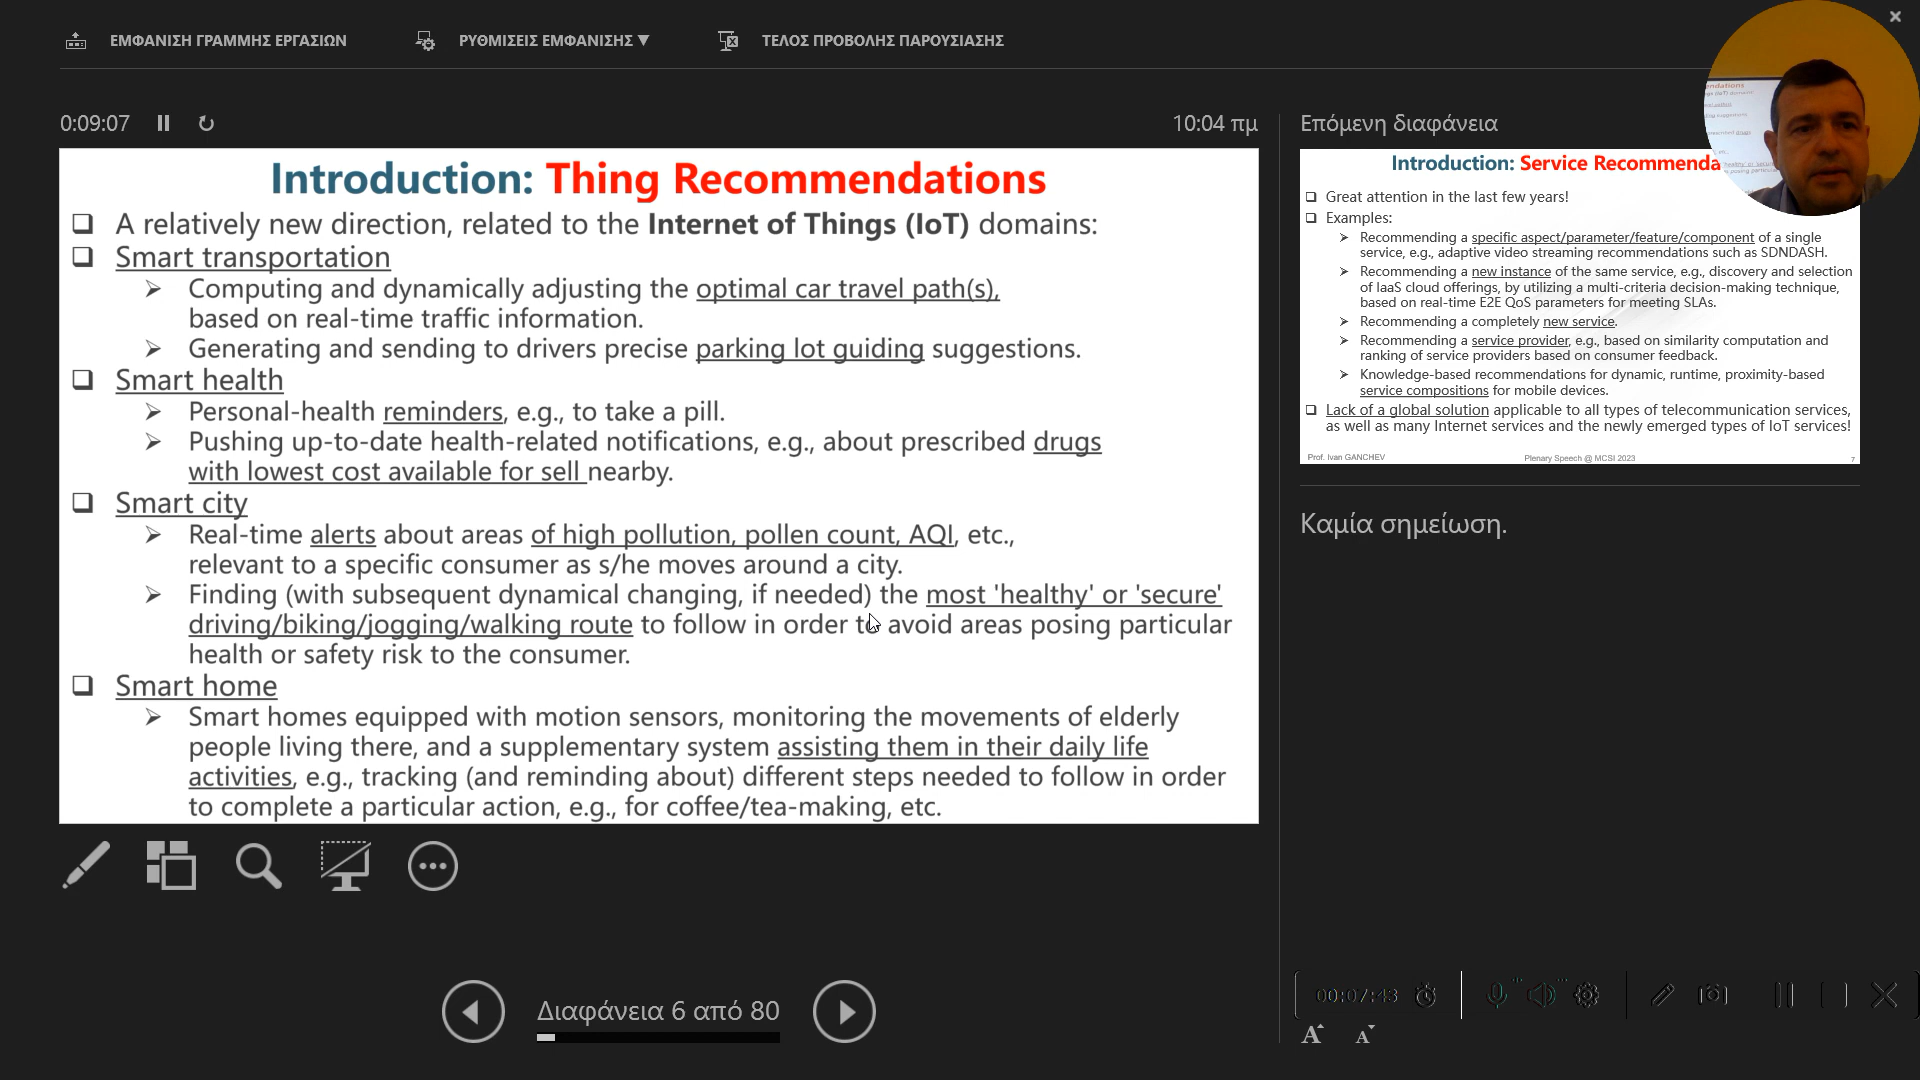 ΕΜΦΑΝΙΣΗ ΓΡΑΜΜΗΣ ΕΡΓΑΣΙΩΝ
ΡΥΘΜΙΣΕΙΣ ΕΜΦΑΝΙΣΗΣ ▼
ΤΕΛΟΣ ΠΡΟΒΟΛΗΣ ΠΑΡΟΥΣΙΑΣΗΣ
0:09:07
10:04 πμ
Introduction: Thing Recommendations
❑ A relatively new direction, related to the Internet of Things (IoT) domains:
❑ Smart transportation
➢ Computing and dynamically adjusting the optimal car travel path(s),
based on real-time traffic information.
➢ Generating and sending to drivers precise parking lot guiding suggestions.
❑ Smart health
➢ Personal-health reminders, e.g., to take a pill.
➢ Pushing up-to-date health-related notifications, e.g., about prescribed drugs
with lowest cost available for sell nearby.
❑ Smart city
➢ Real-time alerts about areas of high pollution, pollen count, AQI, etc.,
relevant to a specific consumer as s/he moves around a city.
➢ Finding (with subsequent dynamical changing, if needed) the most 'healthy' or 'secure'
driving/biking/jogging/walking route to follow in order to avoid areas posing particular
health or safety risk to the consumer.
❑ Smart home
➢ Smart homes equipped with motion sensors, monitoring the movements of elderly
people living there, and a supplementary system assisting them in their daily life
activities, e.g., tracking (and reminding about) different steps needed to follow in order
to complete a particular action, e.g., for coffee/tea-making, etc.
Διαφάνεια 6 από 80
Επόμενη διαφάνεια
Introduction: Service Recommenda
❑ Great attention in the last few years!
❑ Examples:
➢ Recommending a specific aspect/parameter/feature/component of a single
service, e.g., adaptive video streaming recommendations such as SDNDASH.
➢ Recommending a new instance of the same service, e.g., discovery and selection
of IaaS cloud offerings, by utilizing a multi-criteria decision-making technique,
based on real-time E2E QoS parameters for meeting SLAs.
➢ Recommending a completely new service.
➢ Recommending a service provider, e.g., based on similarity computation and
ranking of service providers based on consumer feedback.
➢ Knowledge-based recommendations for dynamic, runtime, proximity-based
service compositions for mobile devices.
❑ Lack of a global solution applicable to all types of telecommunication services,
as well as many Internet services and the newly emerged types of IoT services!
Prof. Ivan GANCHEV
Plenary Speech @ MCSI 2023
7
Καμία σημείωση.
00:07:43
A A